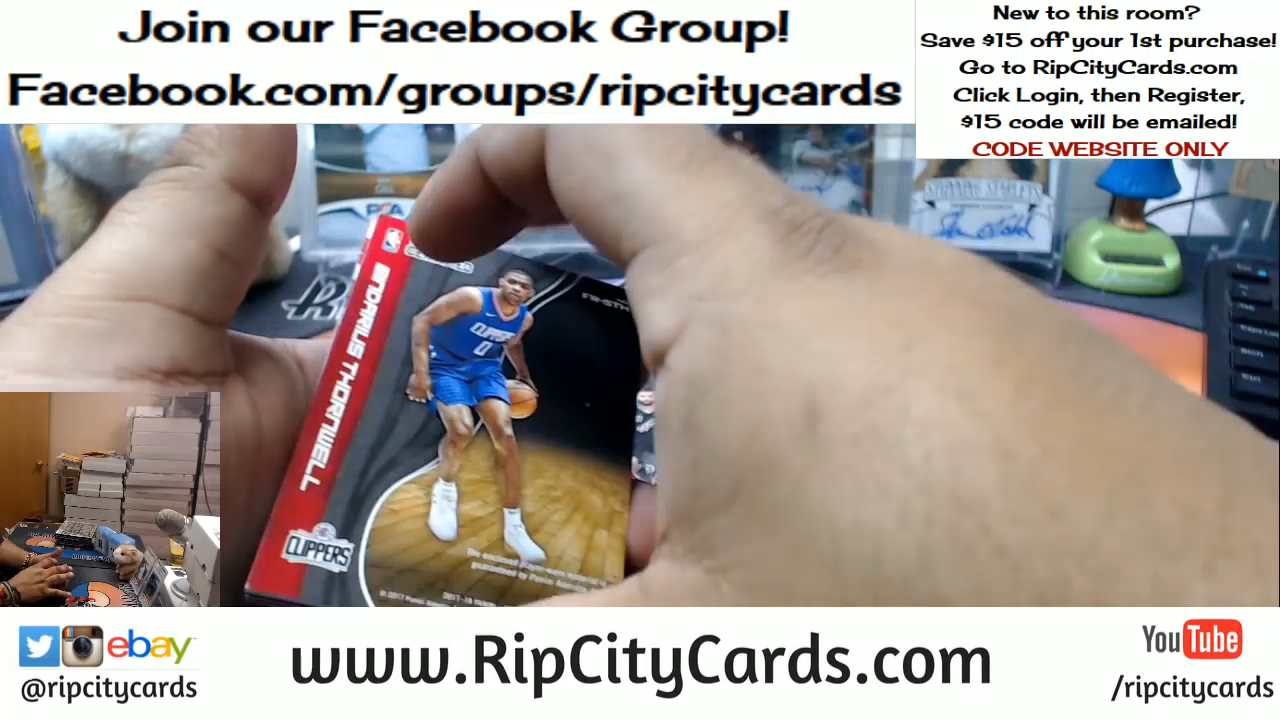 Join our Facebook Group!
Facebook.com/groups/ripcitycards
New to this room?
Save $15 off your 1st purchase!
Go to RipCityCards.com
Click Login, then Register,
$15 code will be emailed!
CODE WEBSITE ONLY
PSA
SINDARIUS THORNWELL
CLIPPERS
0
CLIPPERS
ebay
@ripcitycards
www.RipCityCards.com
YouTube
/ripcitycards